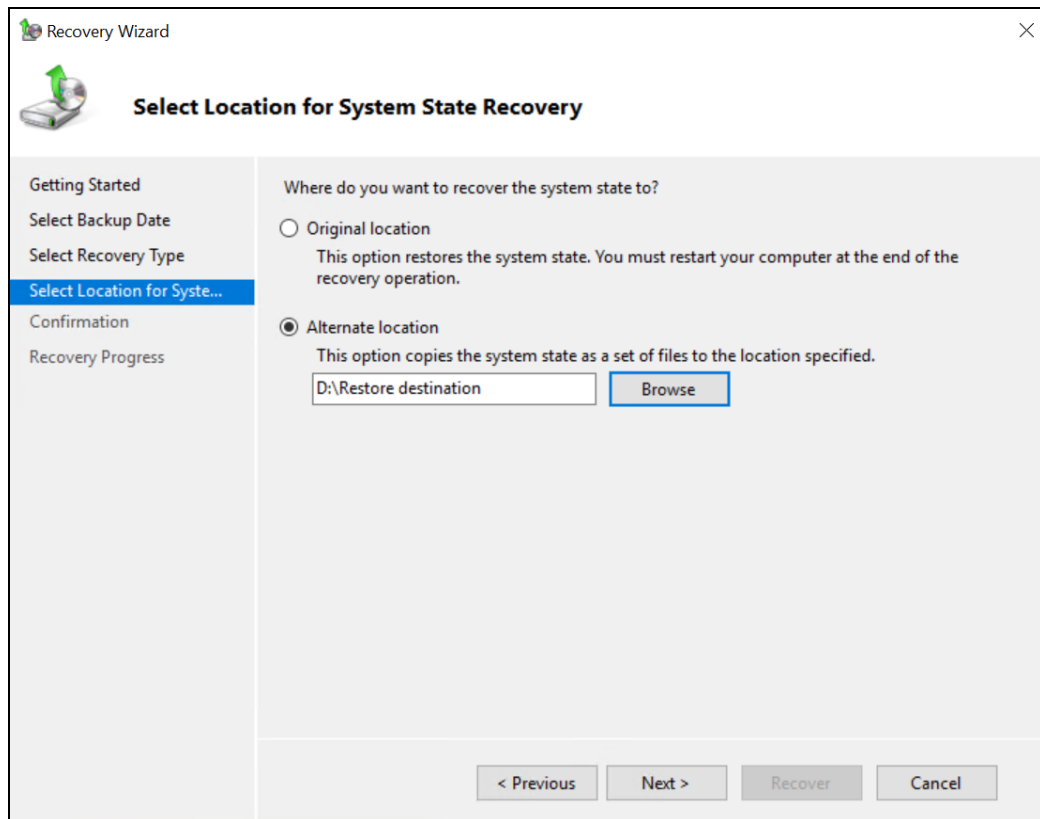 Recovery Wizard
Select Location for System State Recovery
Getting Started
Select Backup Date
Select Recovery Type
Select Location for Syste...
Confirmation
Recovery Progress
Where do you want to recover the system state to?
Original location
This option restores the system state. You must restart your computer at the end of the
recovery operation.
Alternate location
This option copies the system state as a set of files to the location specified.
D:\Restore destination
Browse
< Previous
Next >
Recover
Cancel